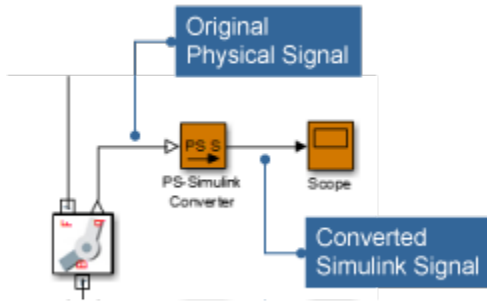 Original
Physical Signal
PS S
PS-Simulink
Converter
Scope
Converted
Simulink Signal